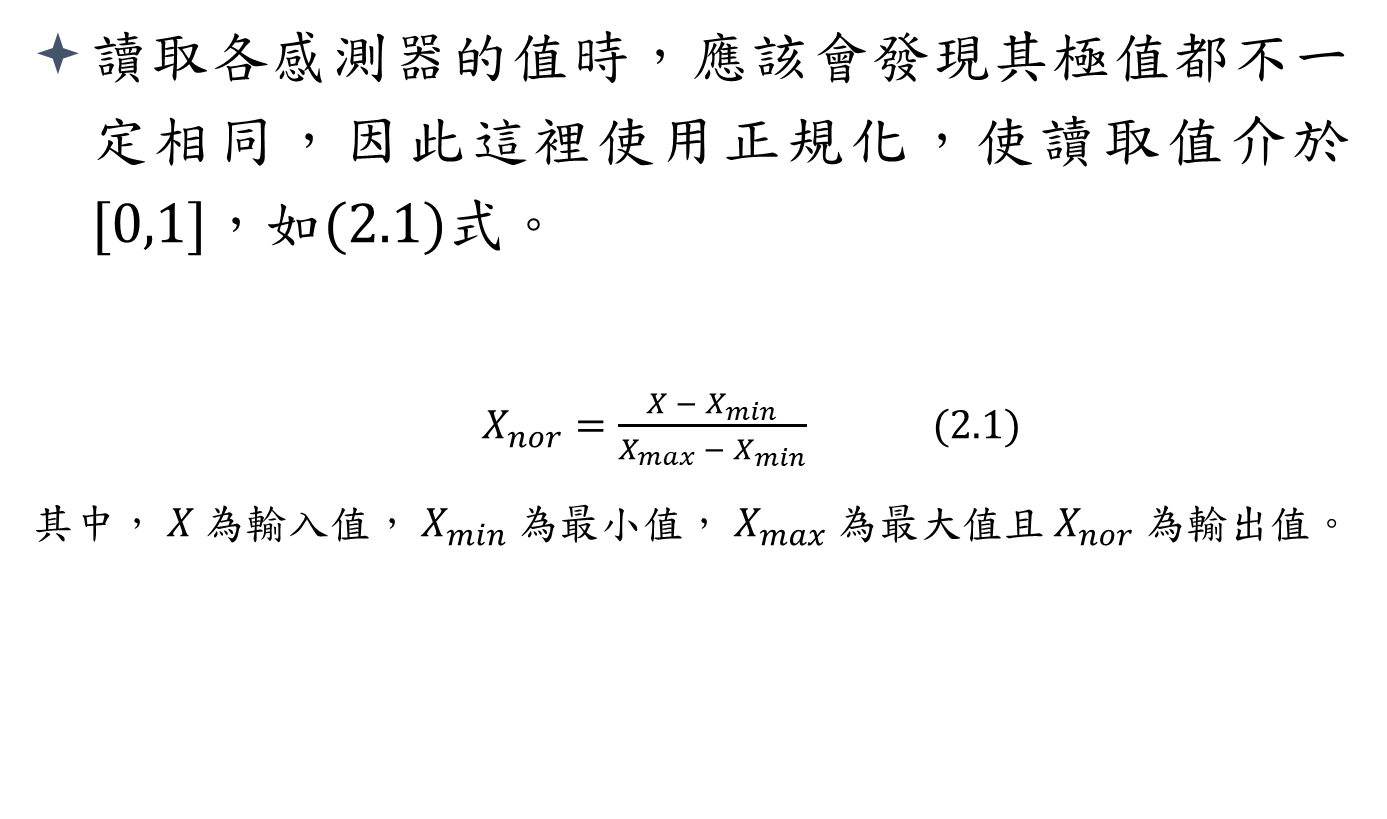 讀取各感測器的值時，應該會發現其極值都不一
定相同，因此這裡使用正規化，使讀取值介於
[0,1]，如(2.1)式。
X_nor = (X − X_min) / (X_max − X_min) (2.1)
其中， X 為輸入值， X_min 為最小值， X_max 為最大值且 X_nor 為輸出值。